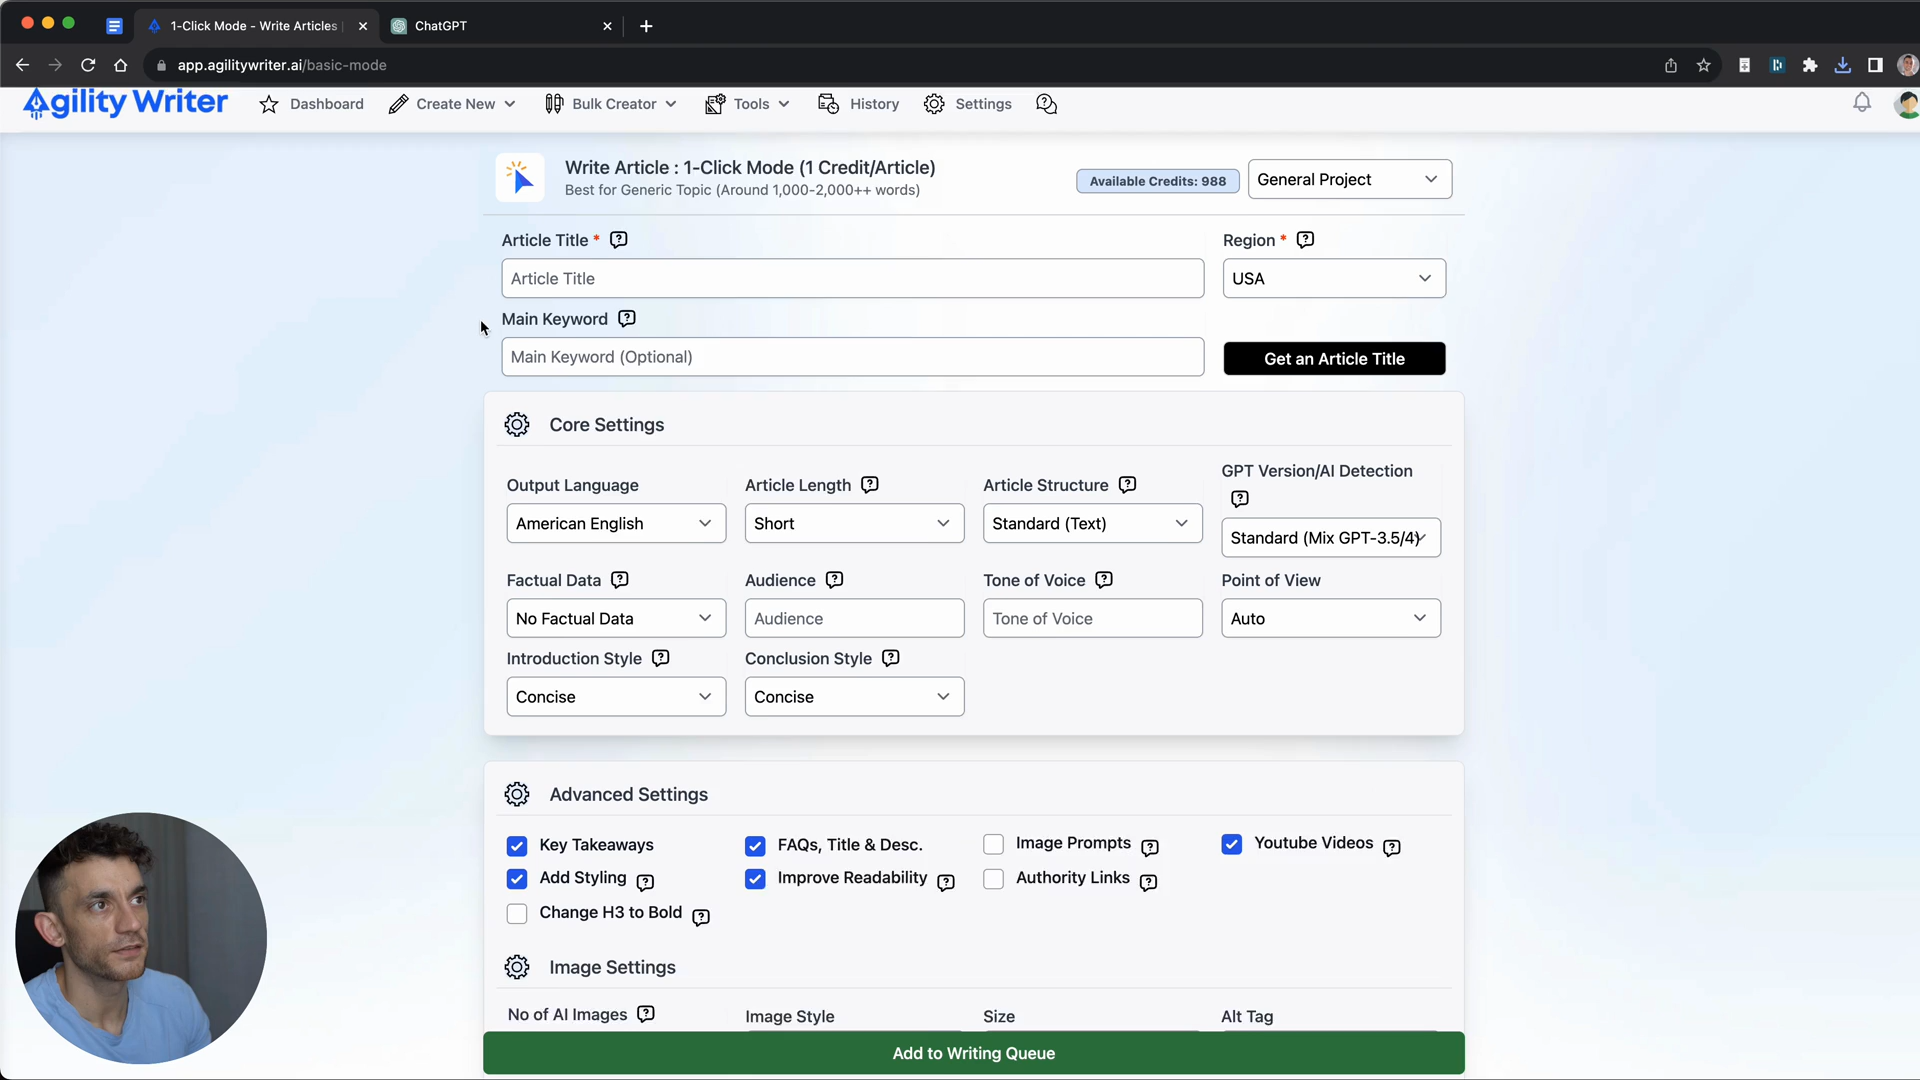 1-Click Mode - Write Articles
ChatGPT
app.agilitywriter.ai/basic-mode
Agility Writer
Dashboard
Create New
Bulk Creator
Tools
History
Settings
Write Article : 1-Click Mode (1 Credit/Article)
Best for Generic Topic (Around 1,000-2,000++ words)
Available Credits: 988
General Project
Article Title *
Region *
Article Title
USA
Main Keyword
Main Keyword (Optional)
Get an Article Title
Core Settings
GPT Version/AI Detection
Output Language
Article Length
Article Structure
American English
Short
Standard (Text)
Standard (Mix GPT-3.5/4)
Factual Data
Audience
Tone of Voice
Point of View
No Factual Data
Audience
Tone of Voice
Auto
Introduction Style
Conclusion Style
Concise
Concise
Advanced Settings
Key Takeaways
FAQs, Title & Desc.
Image Prompts
Youtube Videos
Add Styling
Improve Readability
Authority Links
Change H3 to Bold
Image Settings
No of AI Images
Image Style
Size
Alt Tag
Add to Writing Queue